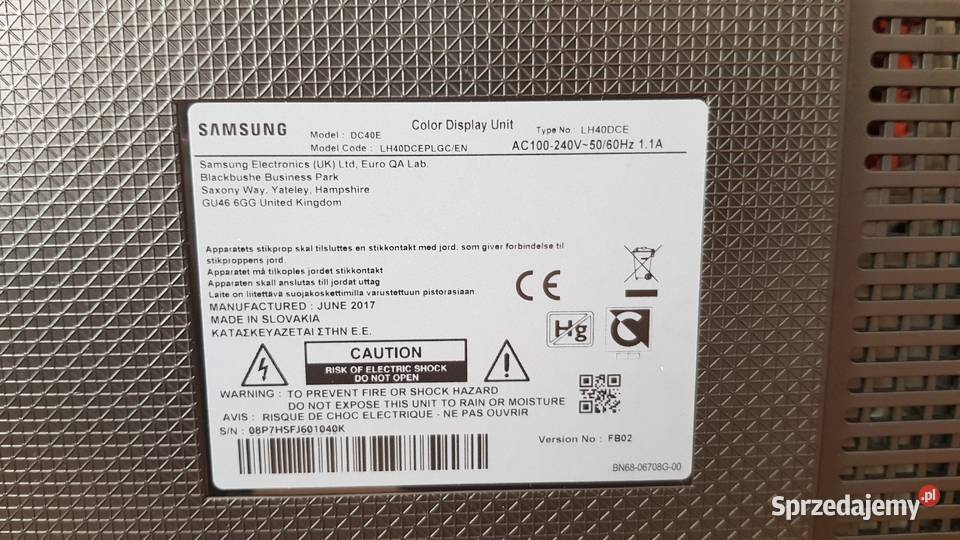 SAMSUNG
Model : DC40E
Color Display Unit
Type No : LH40DCE
Model Code : LH40DCEPLGC/EN
AC100-240V~50/60Hz 1.1A
Samsung Electronics (UK) Ltd, Euro QA Lab.
Blackbushe Business Park
Saxony Way, Yateley, Hampshire
GU46 6GG United Kingdom
Apparatets stikprop skal tilsluttes en stikkontakt med jord, som giver forbindelse til
stikproppens jord.
Apparatet må tilkoples jordet stikkontakt
Apparaten skall anslutas till jordat uttag
Laite on liitettävä suojakoskettimilla varustettuun pistorasiaan.
MANUFACTURED : JUNE 2017
MADE IN SLOVAKIA
ΚΑΤΑΣΚΕΥΑΖΕΤΑΙ ΣΤΗΝ Ε.Ε.
CE
Hg
CAUTION
RISK OF ELECTRIC SHOCK
DO NOT OPEN
WARNING : TO PREVENT FIRE OR SHOCK HAZARD
DO NOT EXPOSE THIS UNIT TO RAIN OR MOISTURE
AVIS : RISQUE DE CHOC ELECTRIQUE - NE PAS OUVRIR
S/N : 08P7HSFJ601040K
Version No : FB02
BN68-06708G-00
Sprzedajemy.pl